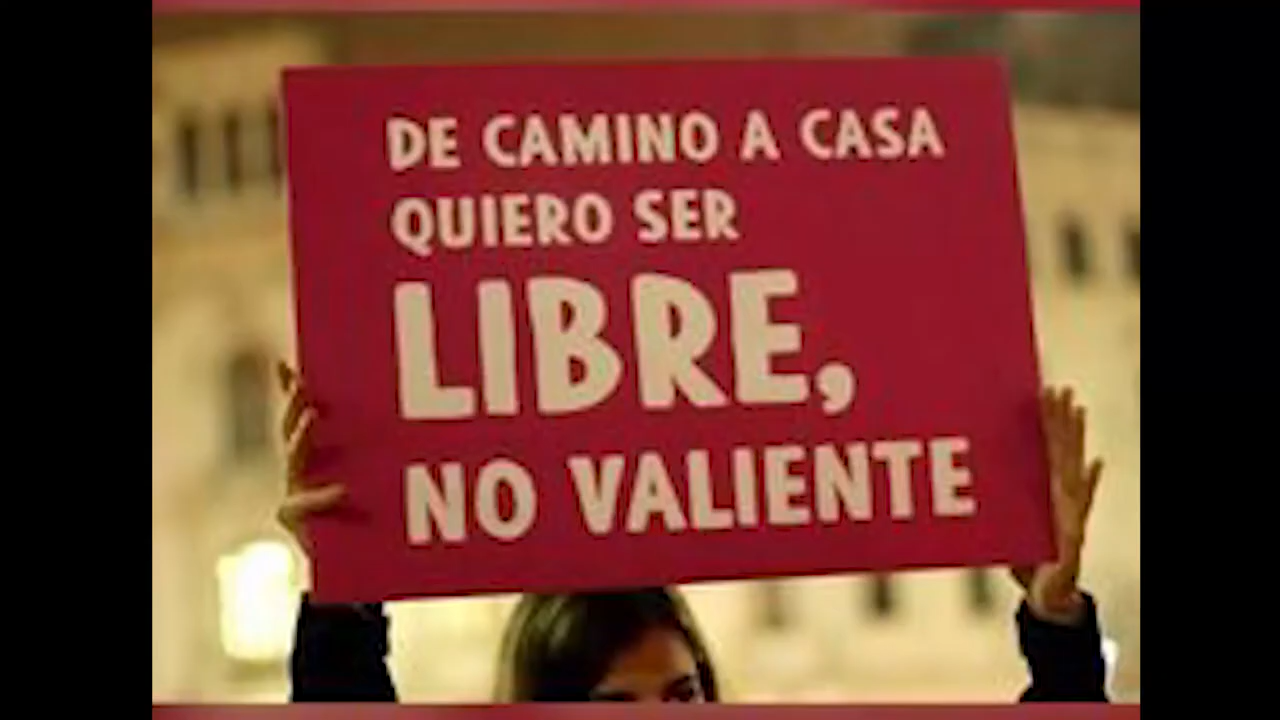 DE CAMINO A CASA
QUIERO SER
LIBRE,
NO VALIENTE